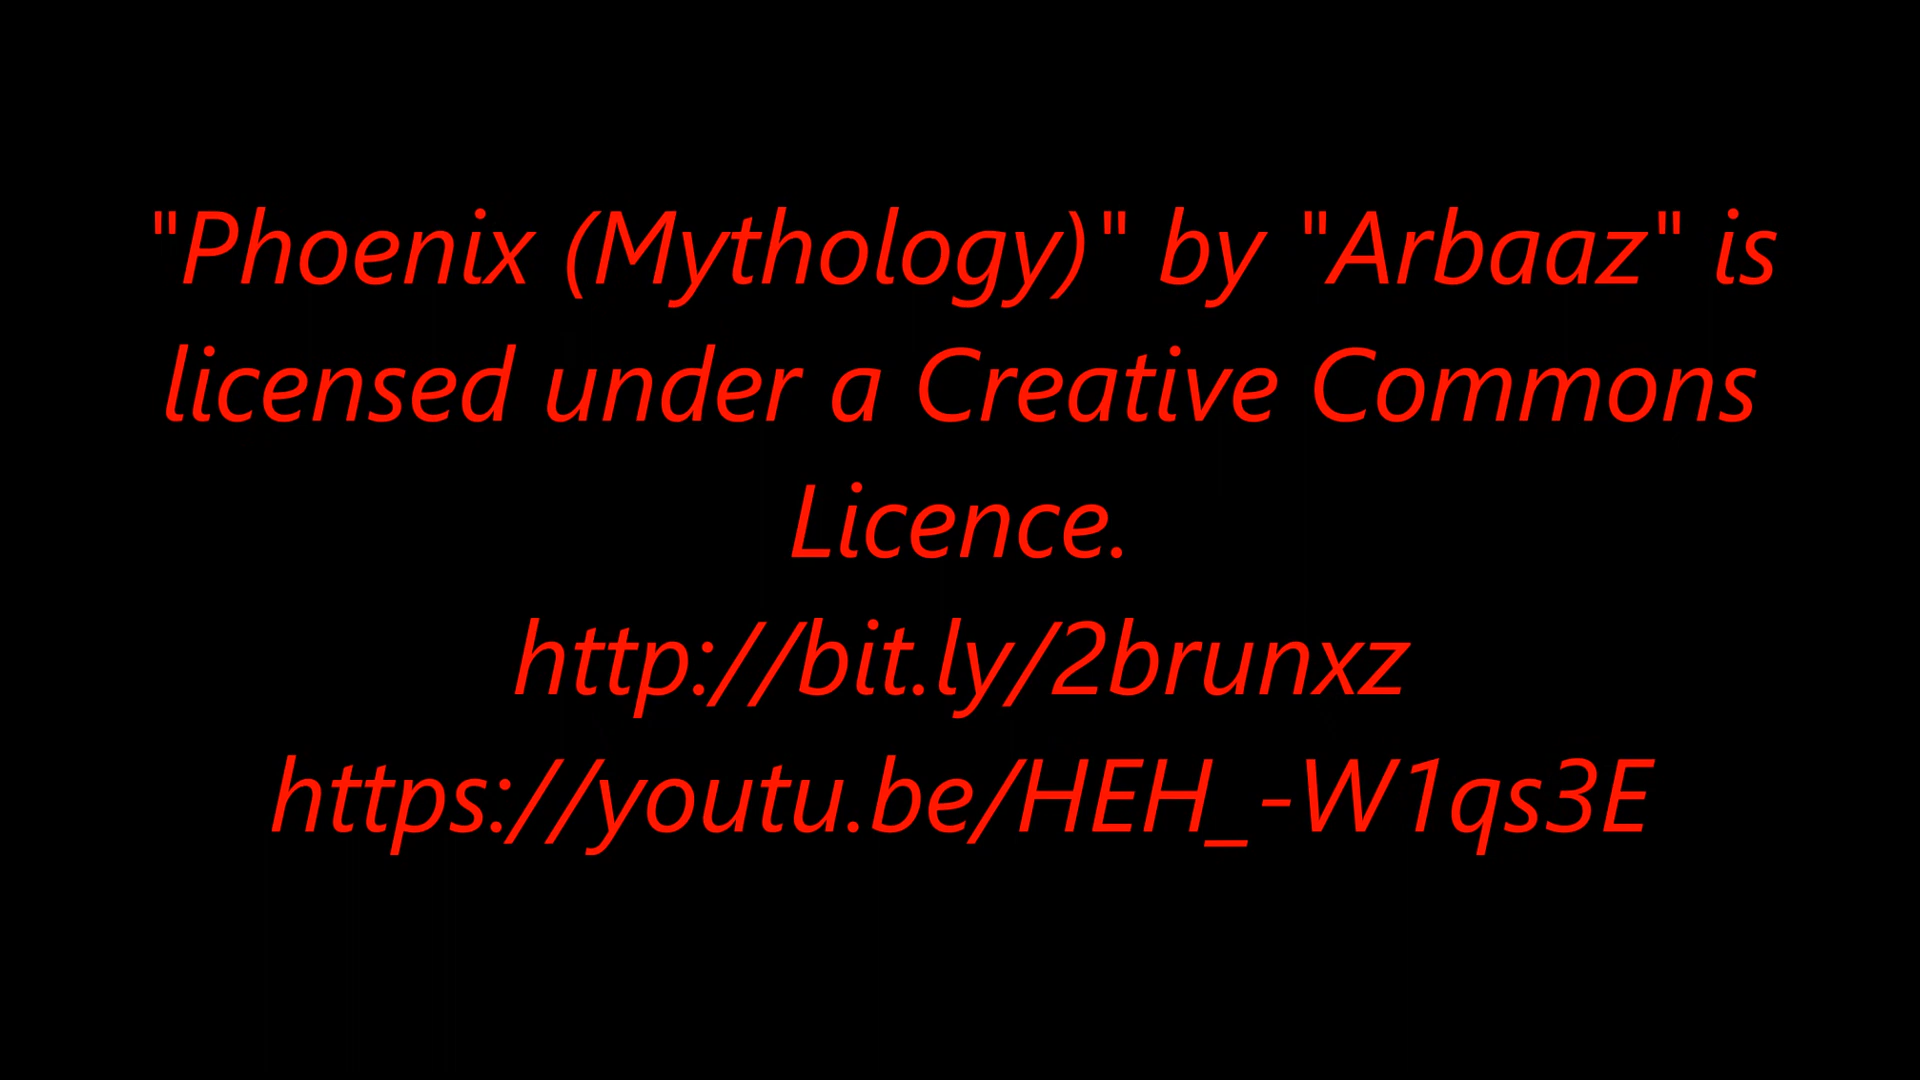 "Phoenix (Mythology)" by "Arbaaz" is
licensed under a Creative Commons
Licence.
http://bit.ly/2brunxz
https://youtu.be/HEH_-W1qs3E